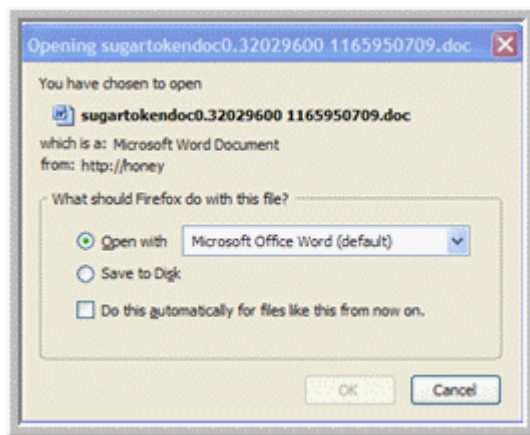 Opening sugartokendoc0.32029600 1165950709.doc
You have chosen to open
sugartokendoc0.32029600 1165950709.doc
which is a: Microsoft Word Document
from: http://honey
What should Firefox do with this file?
Open with Microsoft Office Word (default)
Save to Disk
Do this automatically for files like this from now on.
OK Cancel